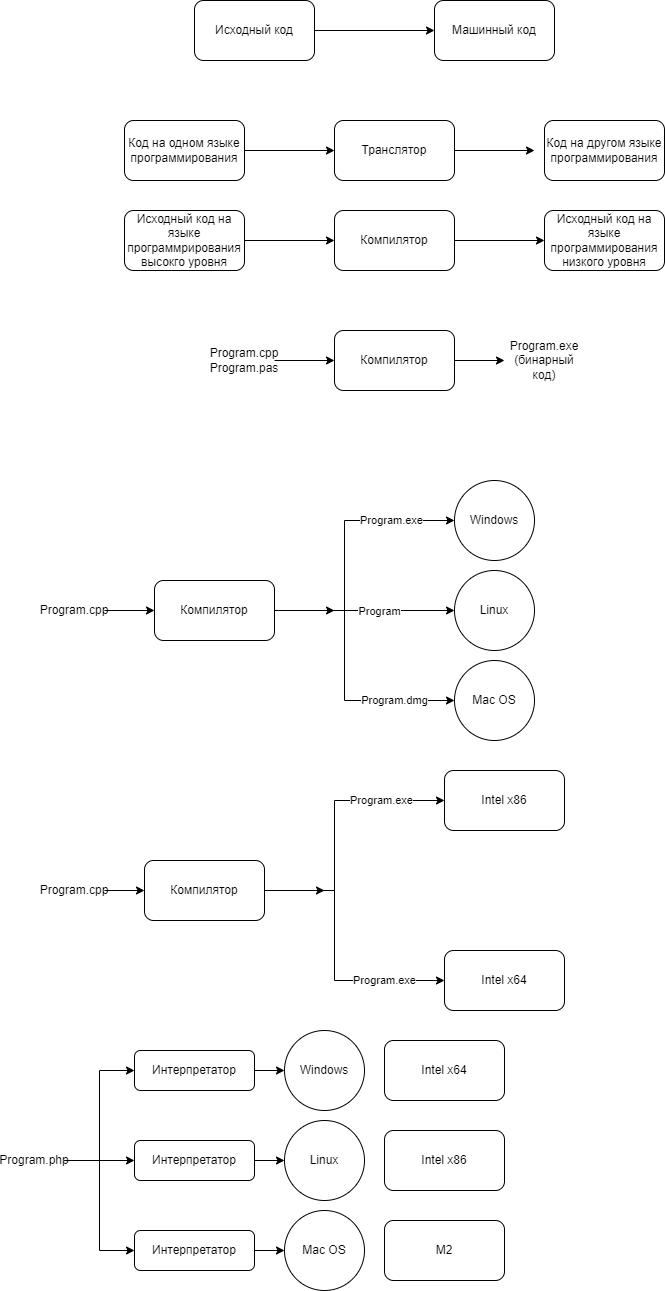 Исходный код
Машинный код
Код на одном языке
программирования
Транслятор
Код на другом языке
программирования
Исходный код на
языке
программрирования
высокго уровня
Компилятор
Исходный код на
языке
программирования
низкого уровня
Program.cpp
Program.pas
Компилятор
Program.exe
(бинарный
код)
Program.exe
Windows
Program.cpp
Компилятор
Program
Linux
Program.dmg
Mac OS
Program.exe
Intel x86
Program.cpp
Компилятор
Program.exe
Intel x64
Интерпретатор
Windows
Intel x64
Program.php
Интерпретатор
Linux
Intel x86
Интерпретатор
Mac OS
M2